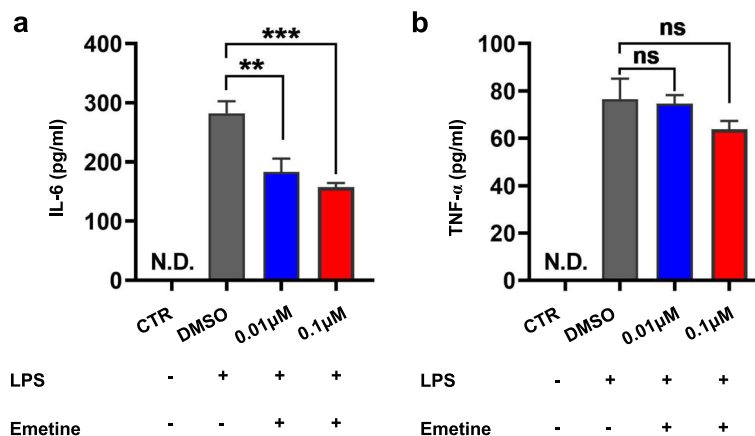 a
***
**
400
300
200
100
0
IL-6 (pg/ml)
N.D.
CTR
DMSO
0.01μM
0.1μM
LPS - + + +
Emetine - - + +
b
ns
ns
100
80
60
40
20
0
TNF-α (pg/ml)
N.D.
CTR
DMSO
0.01μM
0.1μM
LPS - + + +
Emetine - - + +